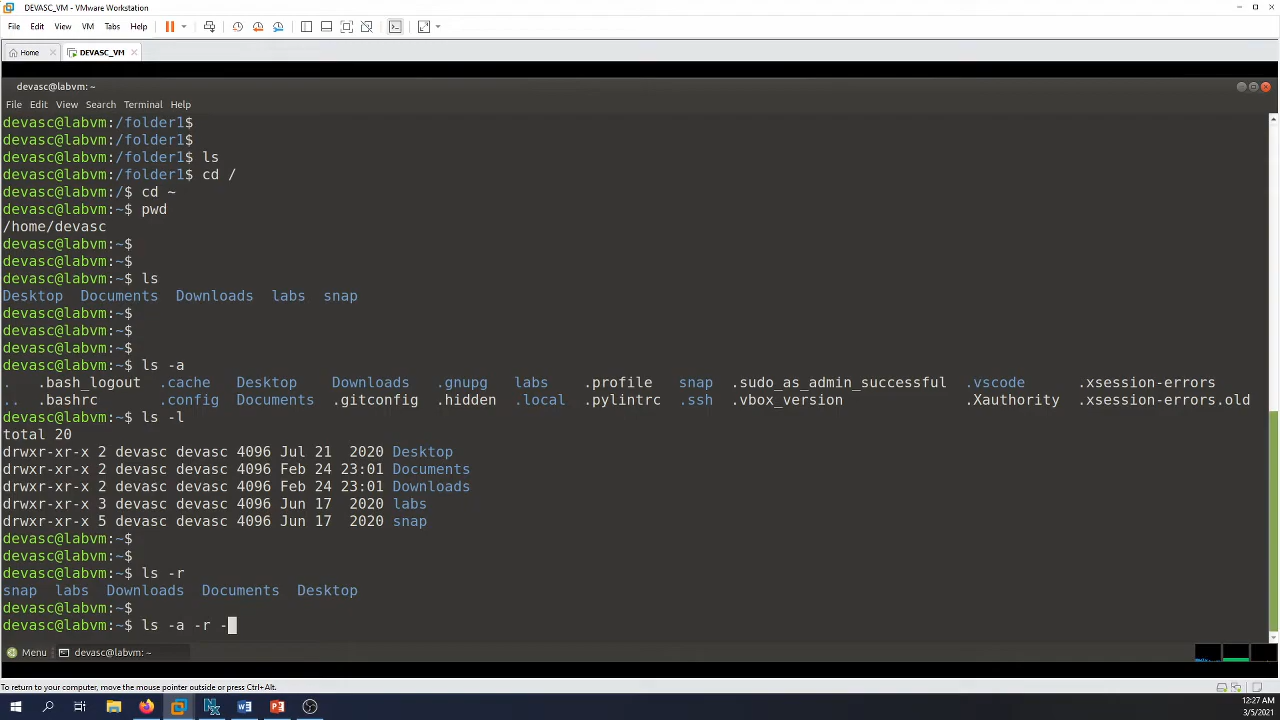 DEVASC_VM - VMware Workstation
File Edit View VM Tabs Help
Home DEVASC_VM
devasc@labvm: ~
File Edit View Search Terminal Help
devasc@labvm:/folder1$
devasc@labvm:/folder1$
devasc@labvm:/folder1$ ls
devasc@labvm:/folder1$ cd /
devasc@labvm:/$ cd ~
devasc@labvm:~$ pwd
/home/devasc
devasc@labvm:~$
devasc@labvm:~$
devasc@labvm:~$ ls
Desktop Documents Downloads labs snap
devasc@labvm:~$
devasc@labvm:~$
devasc@labvm:~$
devasc@labvm:~$ ls -a
. .bash_logout .cache Desktop Downloads .gnupg labs .profile snap .sudo_as_admin_successful .vscode .xsession-errors
.. .bashrc .config Documents .gitconfig .hidden .local .pylintrc .ssh .vbox_version .Xauthority .xsession-errors.old
devasc@labvm:~$ ls -l
total 20
drwxr-xr-x 2 devasc devasc 4096 Jul 21 2020 Desktop
drwxr-xr-x 2 devasc devasc 4096 Feb 24 23:01 Documents
drwxr-xr-x 2 devasc devasc 4096 Feb 24 23:01 Downloads
drwxr-xr-x 3 devasc devasc 4096 Jun 17 2020 labs
drwxr-xr-x 5 devasc devasc 4096 Jun 17 2020 snap
devasc@labvm:~$
devasc@labvm:~$
devasc@labvm:~$ ls -r
snap labs Downloads Documents Desktop
devasc@labvm:~$
devasc@labvm:~$ ls -a -r -
Menu devasc@labvm: ~
To return to your computer, move the mouse pointer outside or press Ctrl+Alt.
12:27 AM
3/5/2021